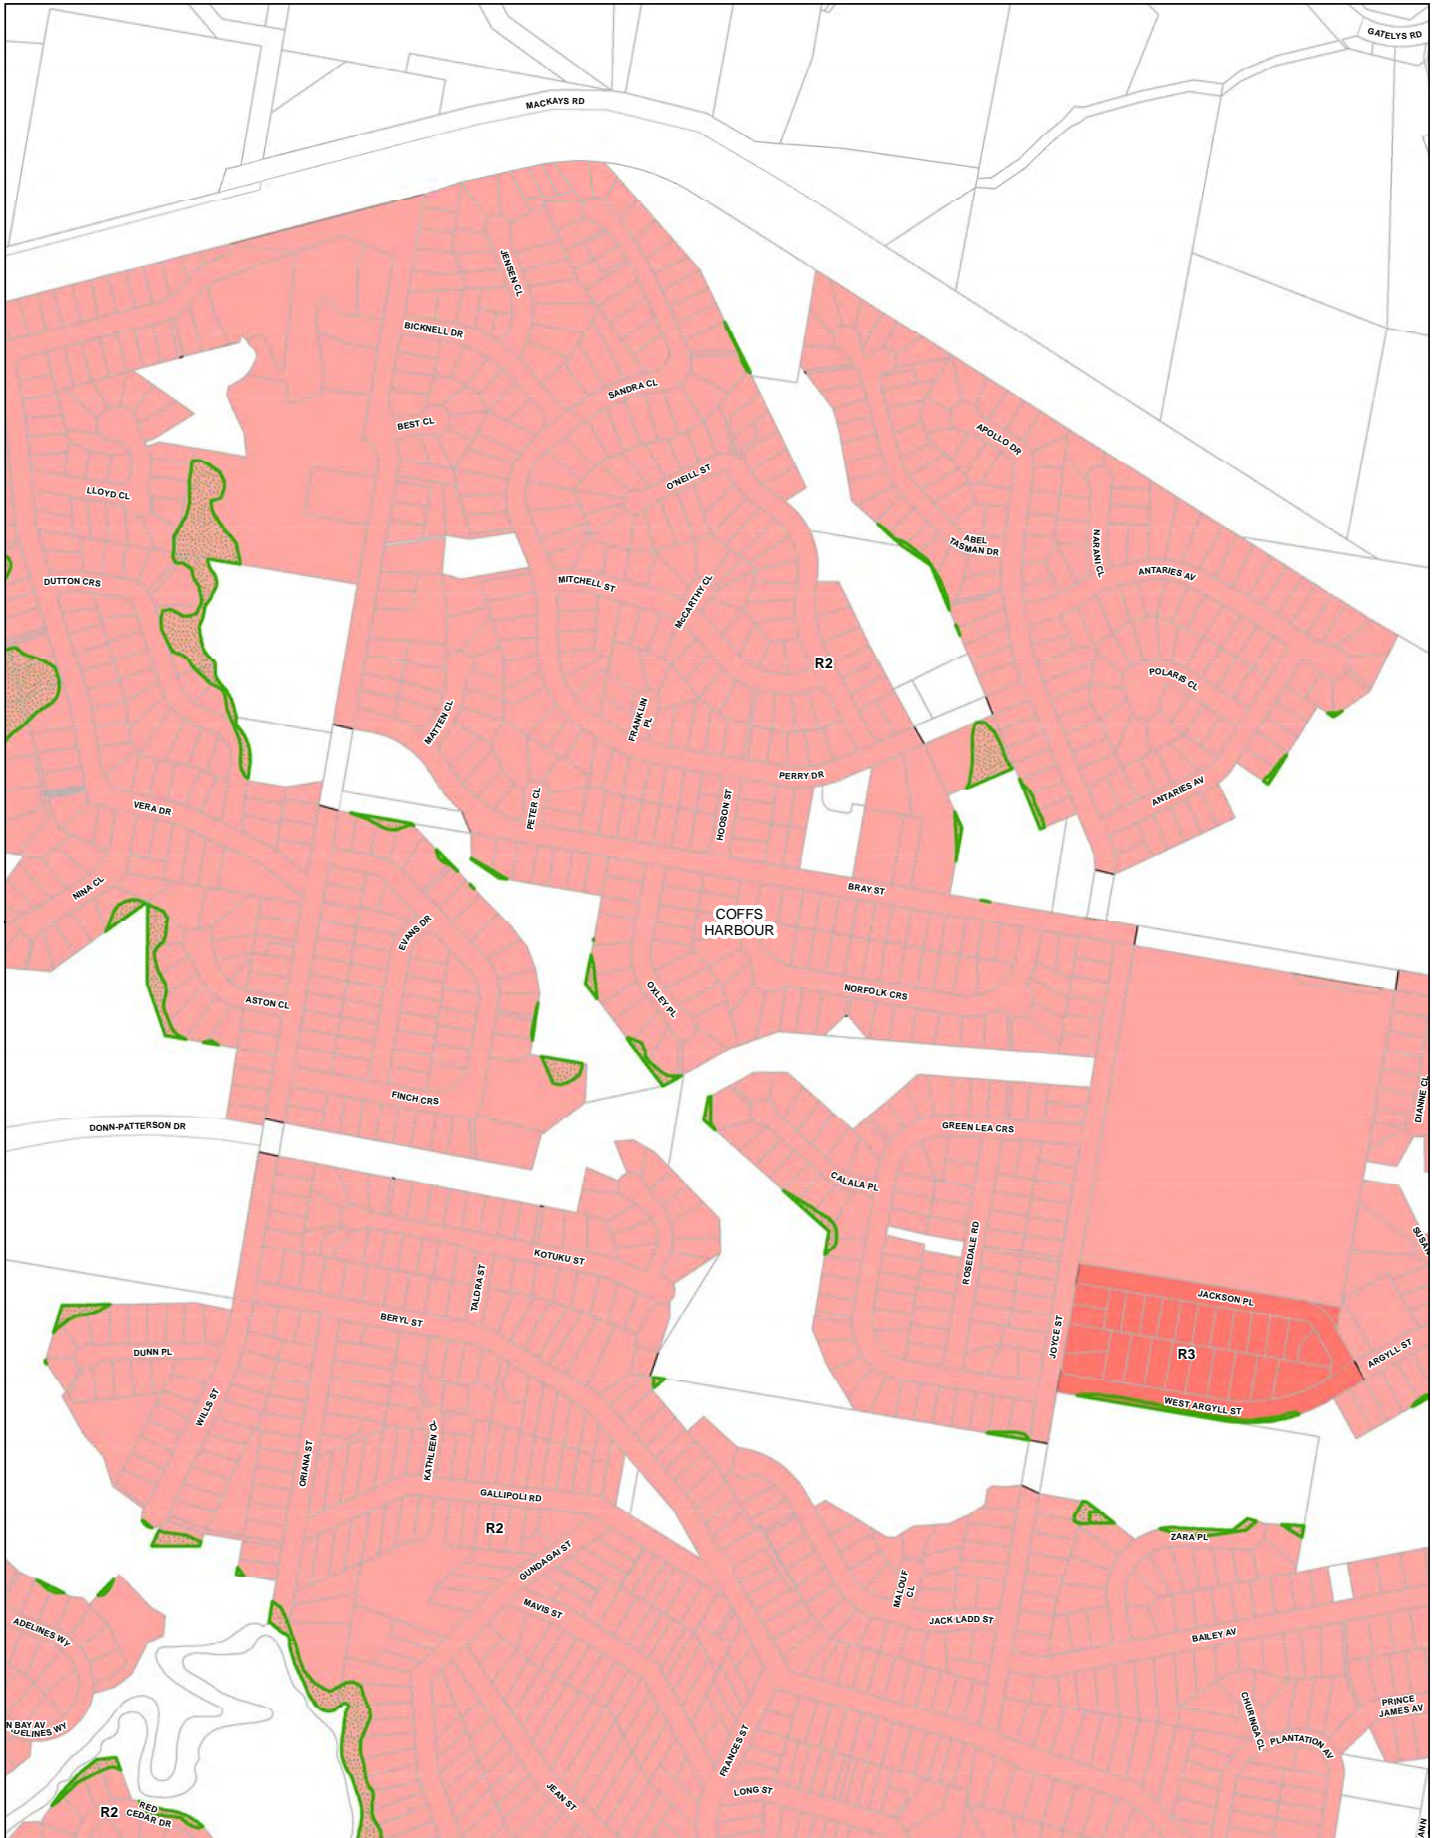 GATELYS RD
MACKAYS RD
JENSEN CL
BICKNELL DR
SANDRA CL
BEST CL
APOLLO DR
O'NEILL ST
LLOYD CL
ABEL
TASMAN DR
NARANI CL
ANTARIES AV
DUTTON CRS
MITCHELL ST
McCARTHY CL
R2
POLARIS CL
MATTEN CL
FRANKLIN
PL
PERRY DR
ANTARIES AV
VERA DR
PETER CL
HOOSON ST
NINA CL
BRAY ST
COFFS
HARBOUR
EVANS DR
ASTON CL
OXLEY PL
NORFOLK CRS
FINCH CRS
DIANNE CL
DONN-PATTERSON DR
GREEN LEA CRS
CALALA PL
KOTUKU ST
ROSEDALE RD
SUSAN
TALDRA ST
JACKSON PL
BERYL ST
JOYCE ST
DUNN PL
R3
ARGYLL ST
WILLS ST
WEST ARGYLL ST
ORIANA ST
KATHLEEN CL
GALLIPOLI RD
R2
ZARA PL
GUNDAGAI ST
MALOUF
CL
MAVIS ST
JACK LADD ST
ADELINES WY
BAILEY AV
PRINCE
JAMES AV
CHURINGA CL
N BAY AV
DELINES WY
PLANTATION AV
FRANCES ST
LONG ST
JEAN ST
R2
RED
CEDAR DR
ANN